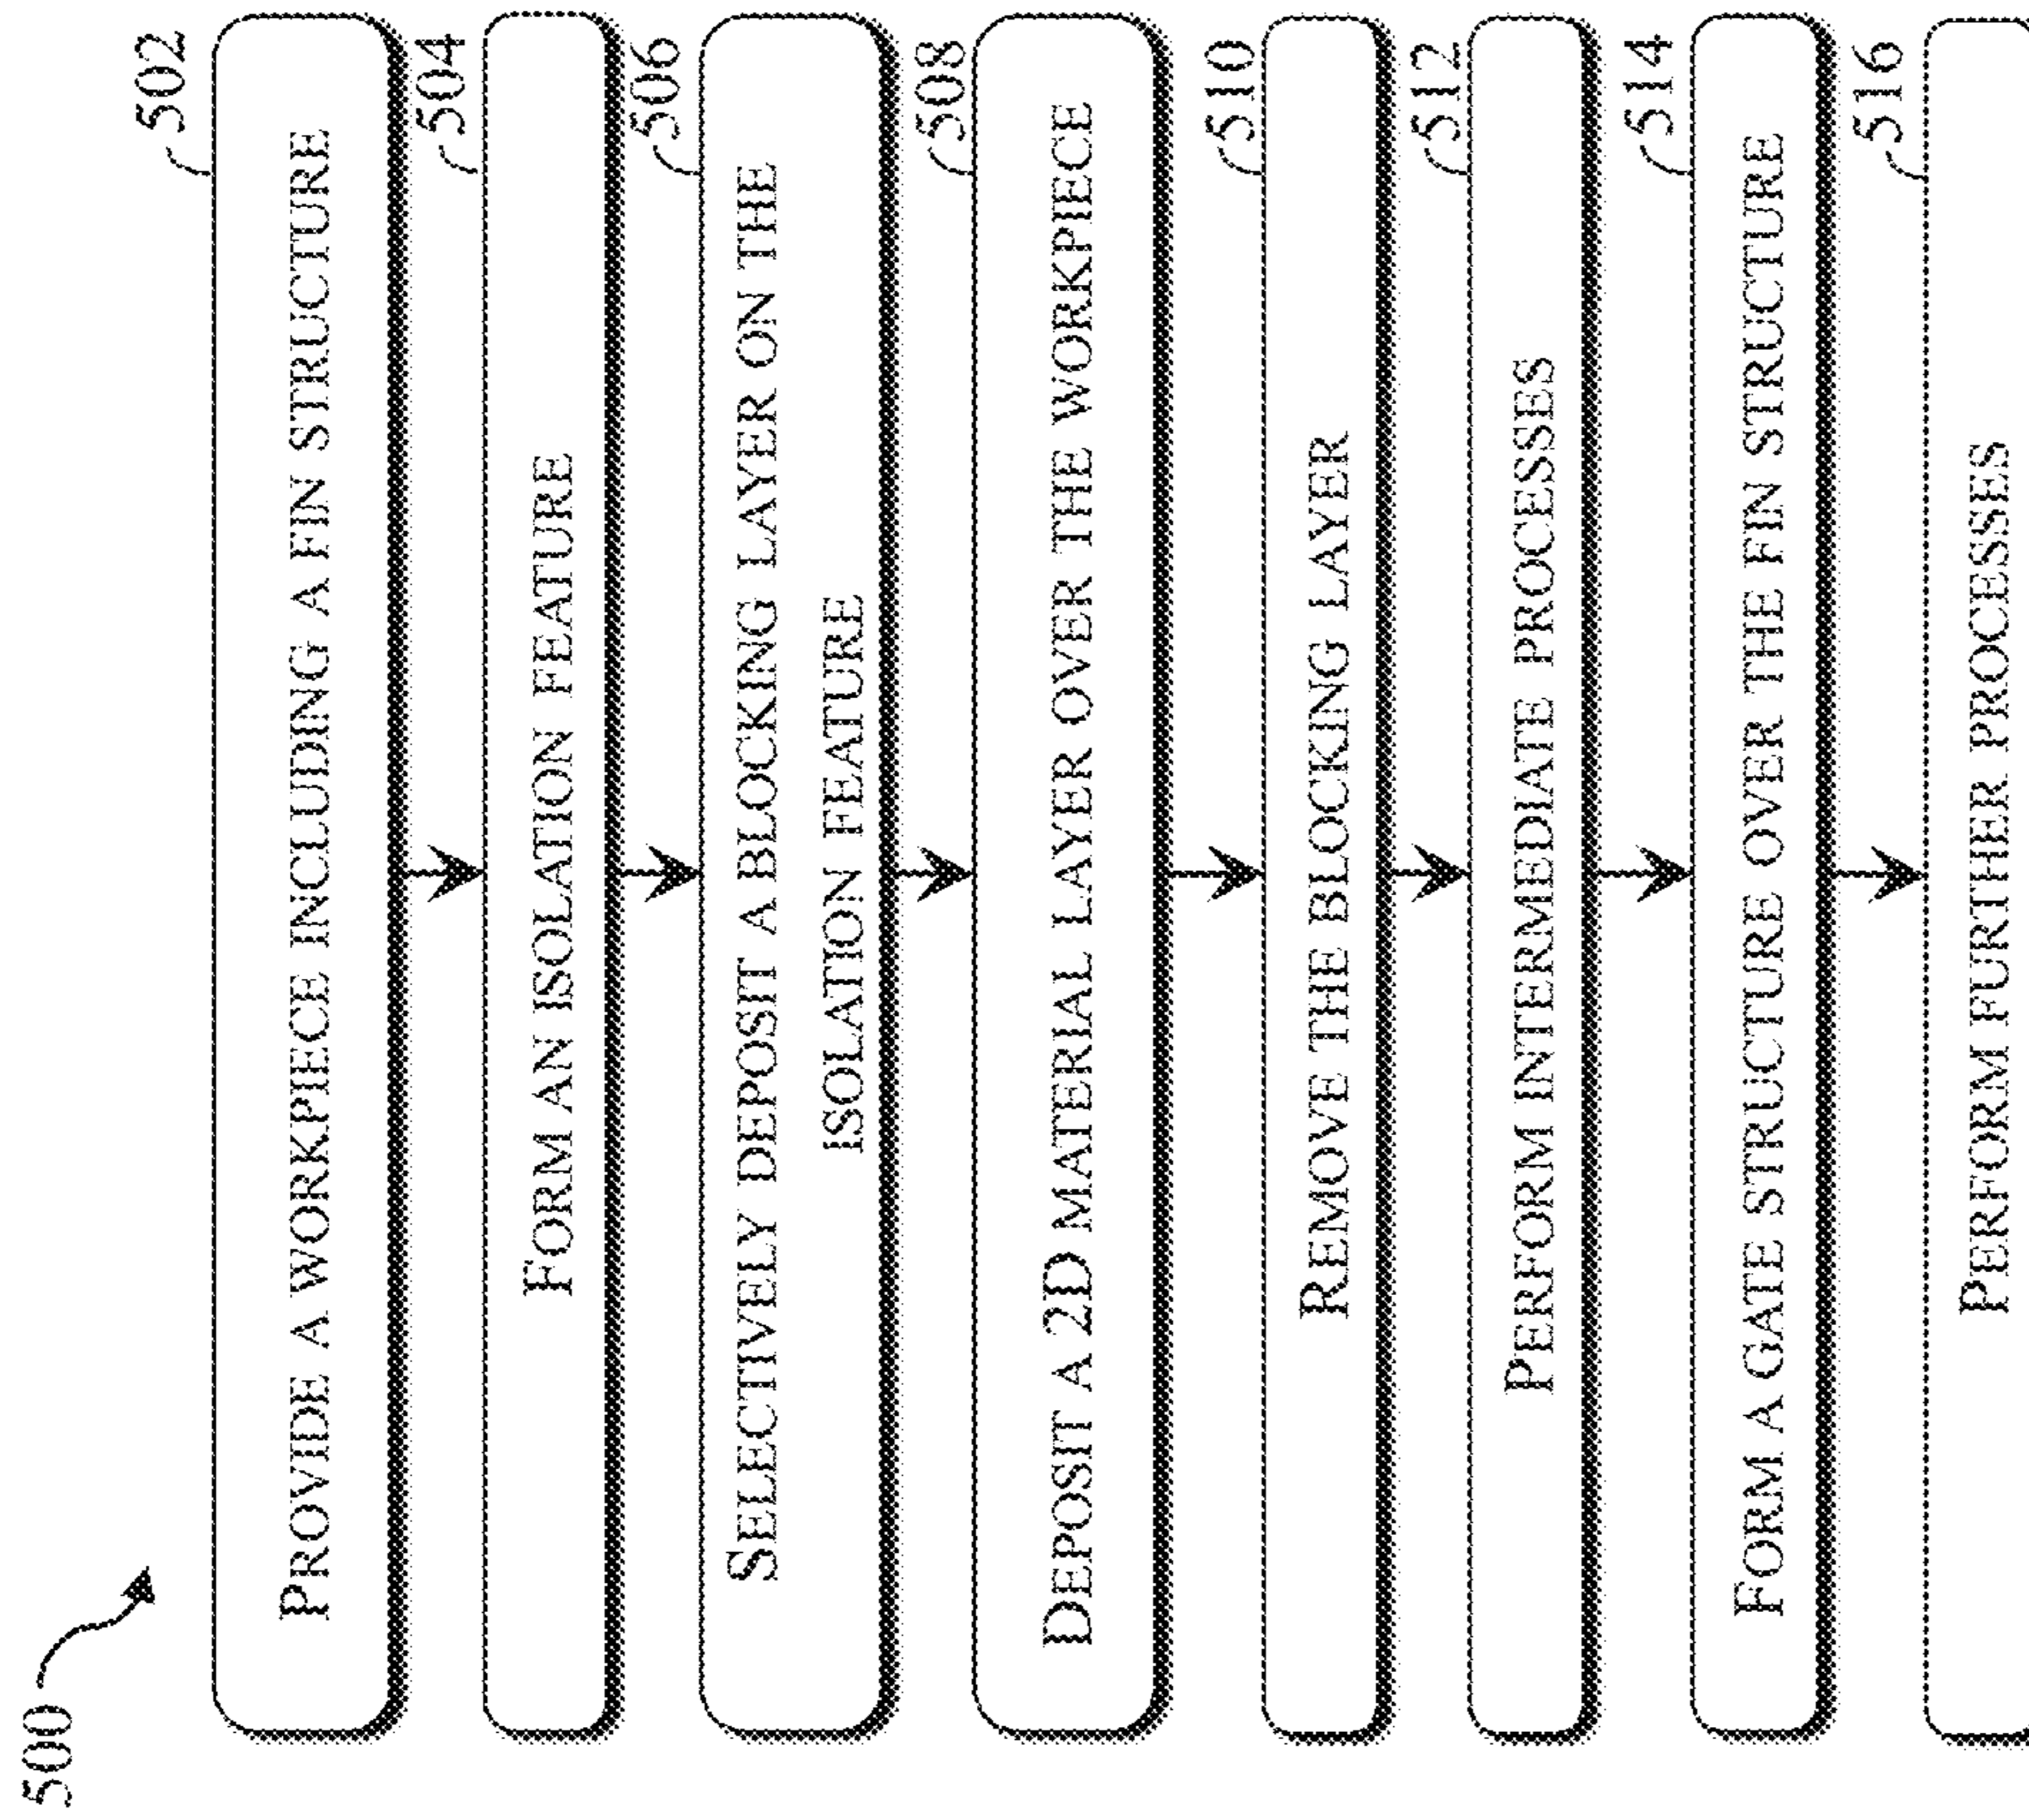 500
502
PROVIDE A WORKPIECE INCLUDING A FIN STRUCTURE
504
FORM AN ISOLATION FEATURE
506
SELECTIVELY DEPOSIT A BLOCKING LAYER ON THE
ISOLATION FEATURE
508
DEPOSIT A 2D MATERIAL LAYER OVER THE WORKPIECE
510
REMOVE THE BLOCKING LAYER
512
PERFORM INTERMEDIATE PROCESSES
514
FORM A GATE STRUCTURE OVER THE FIN STRUCTURE
516
PERFORM FURTHER PROCESSES